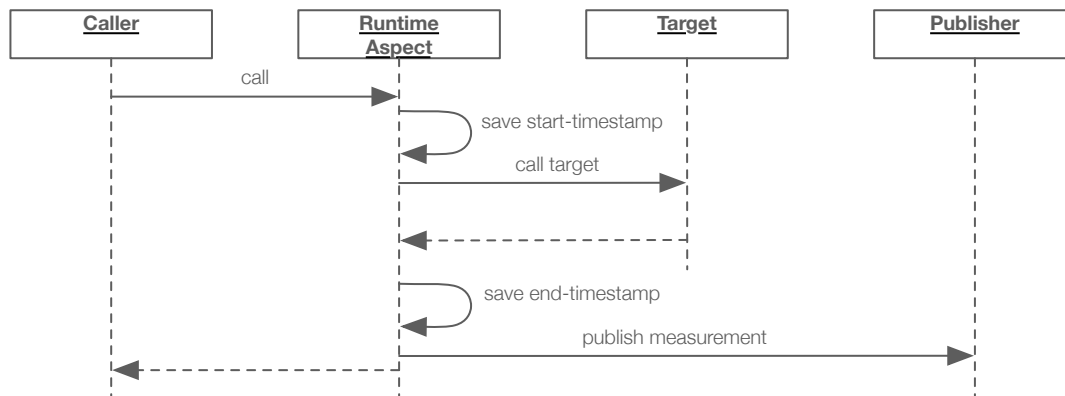 Caller
Runtime
Aspect
Target
Publisher
call
save start-timestamp
call target
save end-timestamp
publish measurement